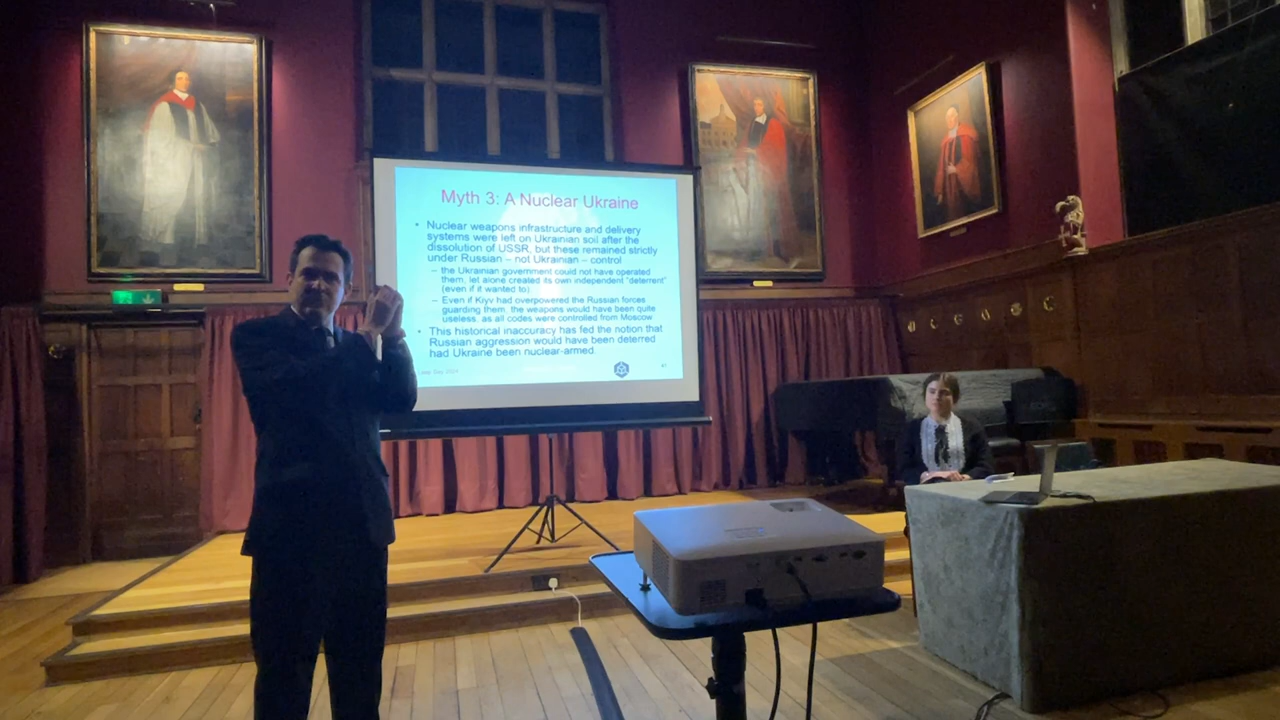 Myth 3: A Nuclear Ukraine
• Nuclear weapons infrastructure and delivery
systems were left on Ukrainian soil after the
dissolution of USSR, but these remained strictly
under Russian – not Ukrainian – control
– the Ukrainian government could not have operated
them, let alone created its own independent "deterrent"
(even if it wanted to)
– Even if Kiyv had overpowered the Russian forces
guarding them, the weapons would have been quite
useless, as all codes were controlled from Moscow
• This historical inaccuracy has fed the notion that
Russian aggression would have been deterred
had Ukraine been nuclear-armed.